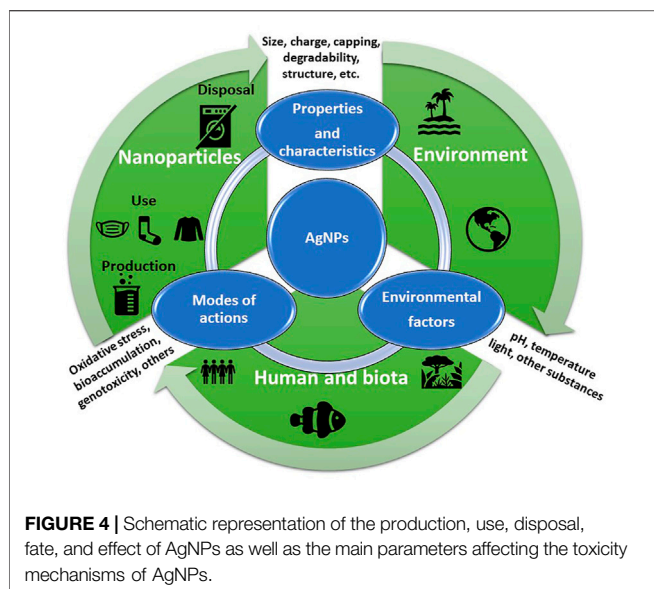 Size, charge, capping,
degradability,
structure, etc.
Disposal
Properties
and
characteristics
Nanoparticles
Environment
Use
AgNPs
Production
Modes of
actions
Environmental
factors
Oxidative stress,
bioaccumulation,
genotoxicity, others
pH, temperature
light, other substances
Human and biota
FIGURE 4 | Schematic representation of the production, use, disposal,
fate, and effect of AgNPs as well as the main parameters affecting the toxicity
mechanisms of AgNPs.